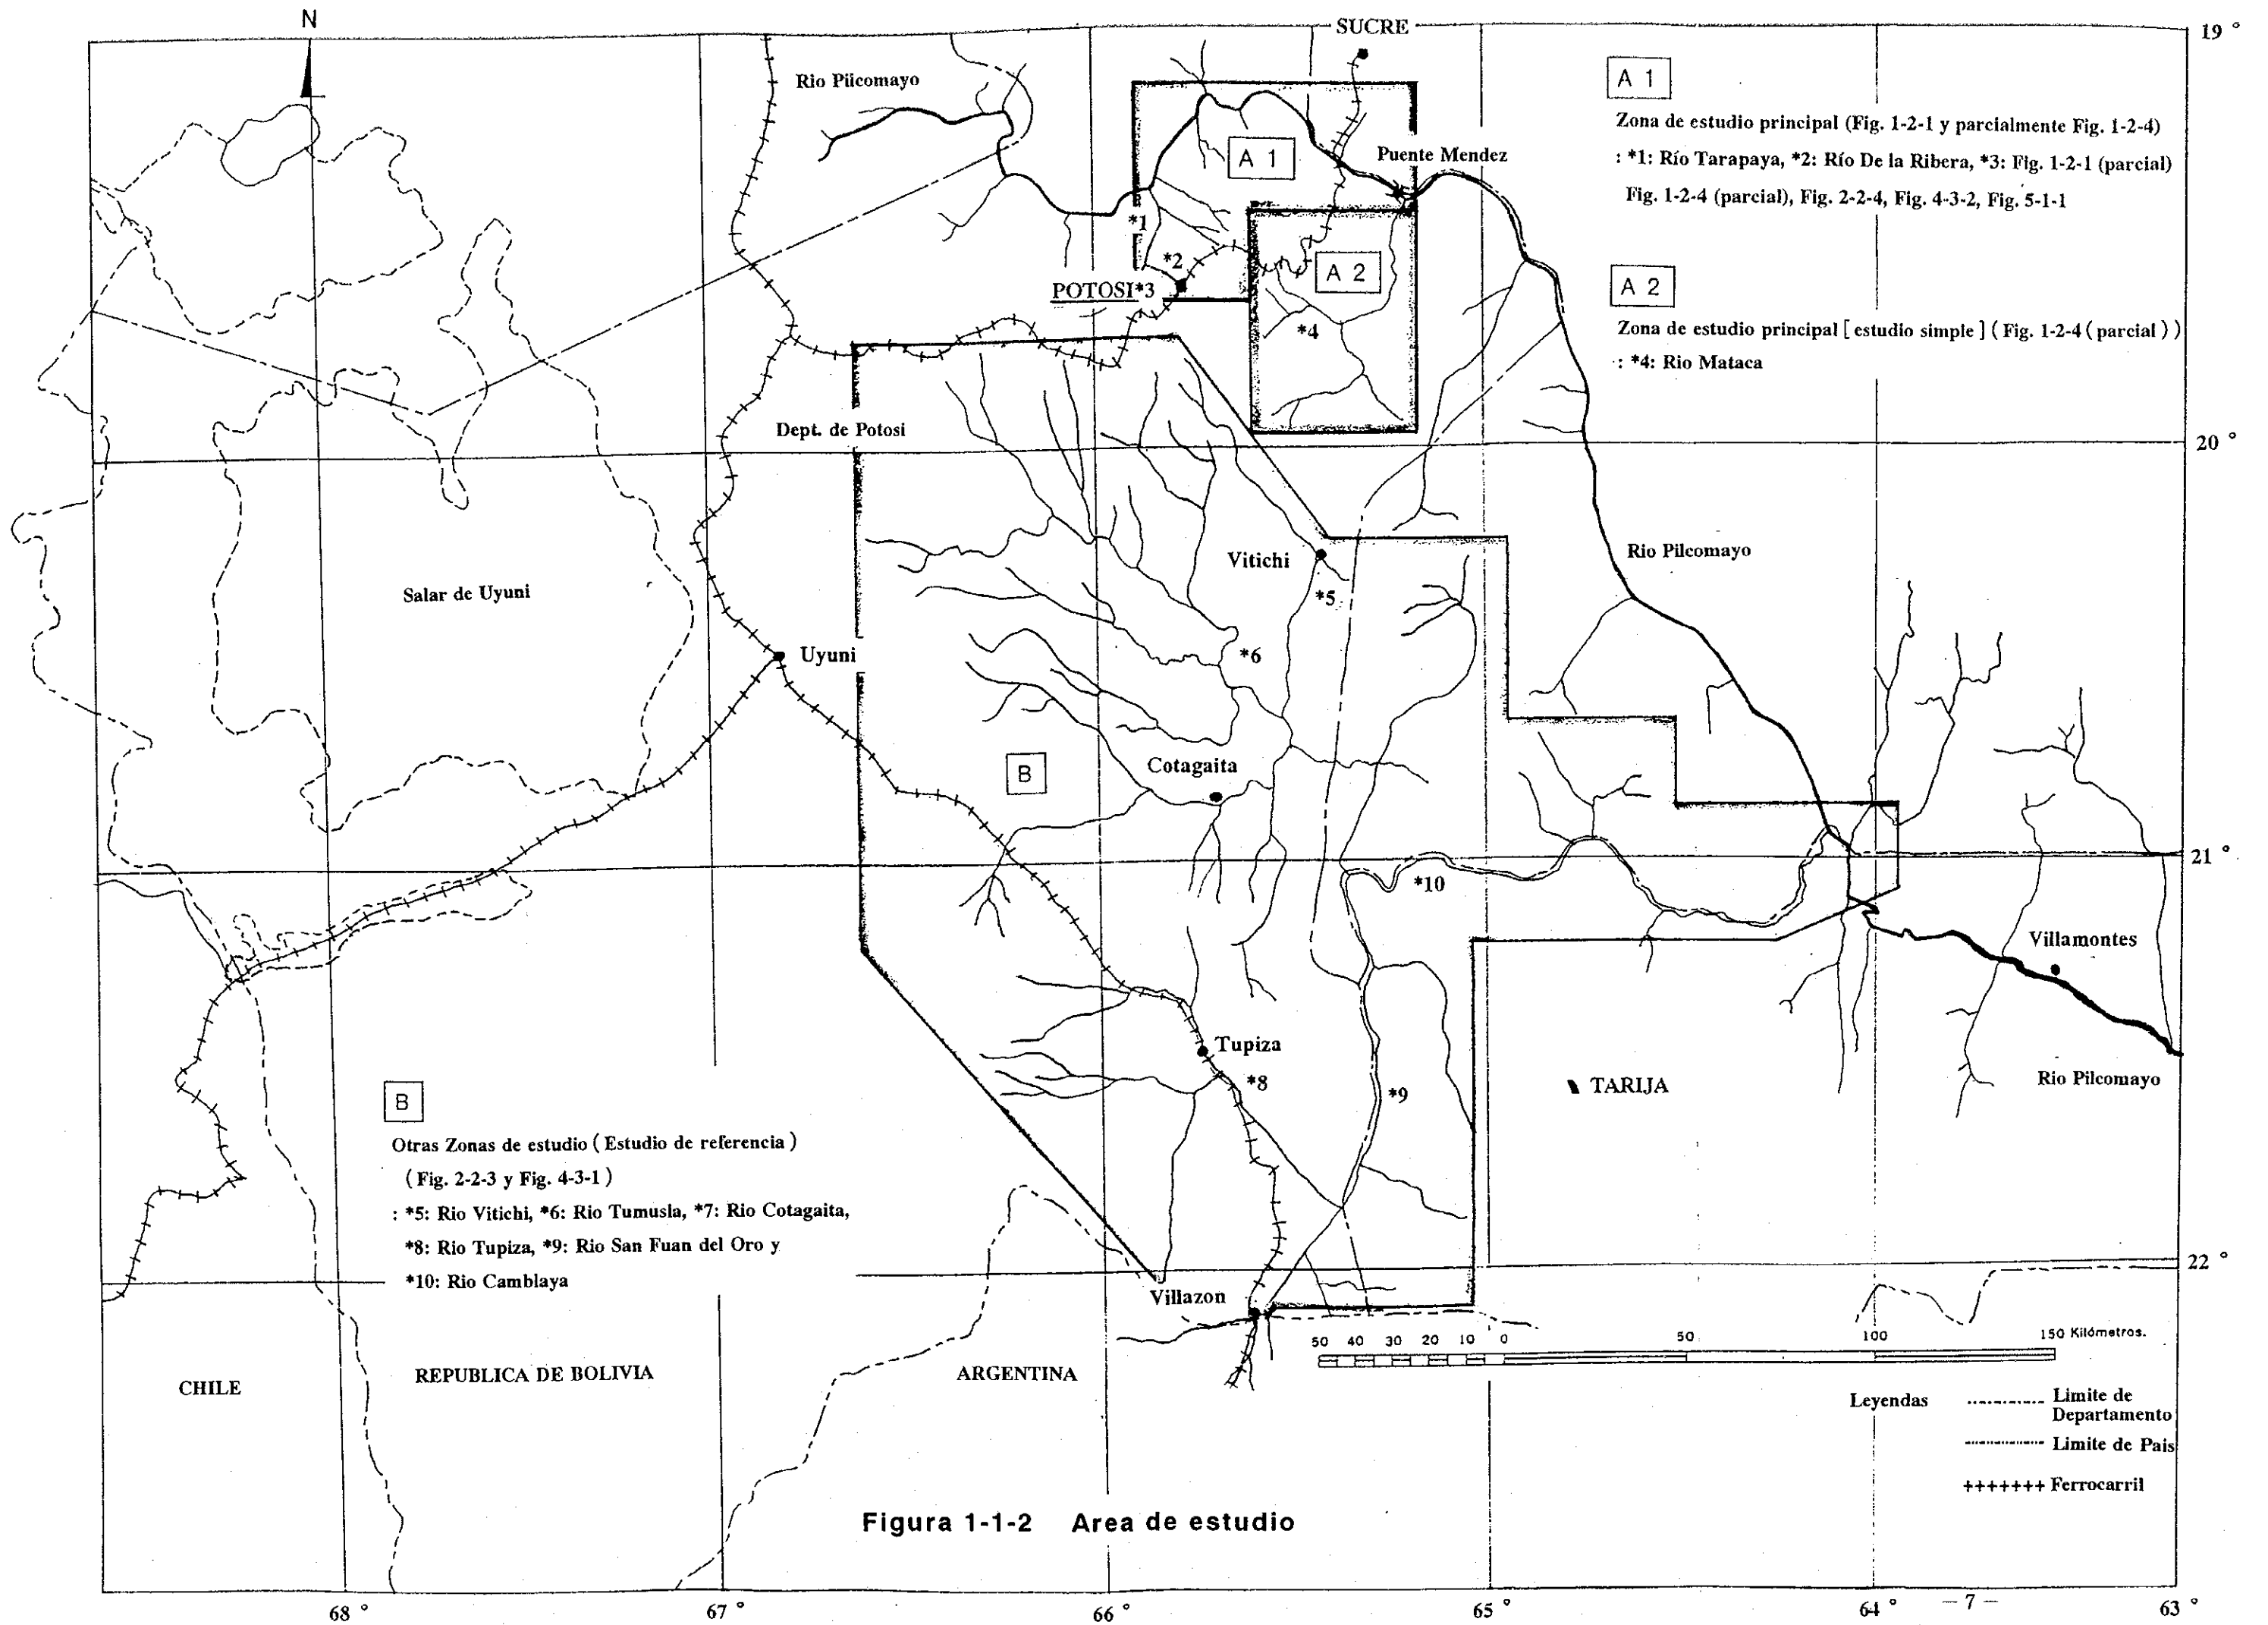 N
SUCRE
19 °
Rio Piicomayo
A 1
Zona de estudio principal (Fig. 1-2-1 y parcialmente Fig. 1-2-4)
: *1: Río Tarapaya, *2: Río De la Ribera, *3: Fig. 1-2-1 (parcial)
Fig. 1-2-4 (parcial), Fig. 2-2-4, Fig. 4-3-2, Fig. 5-1-1
A 1
Puente Mendez
*1
*2
A 2
POTOSI*3
*4
A 2
Zona de estudio principal [ estudio simple ] ( Fig. 1-2-4 ( parcial ) )
: *4: Rio Mataca
Dept. de Potosi
20 °
Rio Pilcomayo
Vitichi
*5
Salar de Uyuni
Uyuni
*6
B
Cotagaita
21 °
*10
Villamontes
Tupiza
*8
*9
TARIJA
Rio Pilcomayo
B
Otras Zonas de estudio ( Estudio de referencia )
( Fig. 2-2-3 y Fig. 4-3-1 )
: *5: Rio Vitichi, *6: Rio Tumusla, *7: Rio Cotagaita,
*8: Rio Tupiza, *9: Rio San Fuan del Oro y
*10: Rio Camblaya
22 °
Villazon
50 40 30 20 10 0 50 100 150 Kilómetros.
CHILE
REPUBLICA DE BOLIVIA
ARGENTINA
Leyendas
Limite de
Departamento
Limite de Pais
+++++++ Ferrocarril
Figura 1-1-2 Area de estudio
68 ° 67 ° 66 ° 65 ° 64 ° 63 °
— 7 —